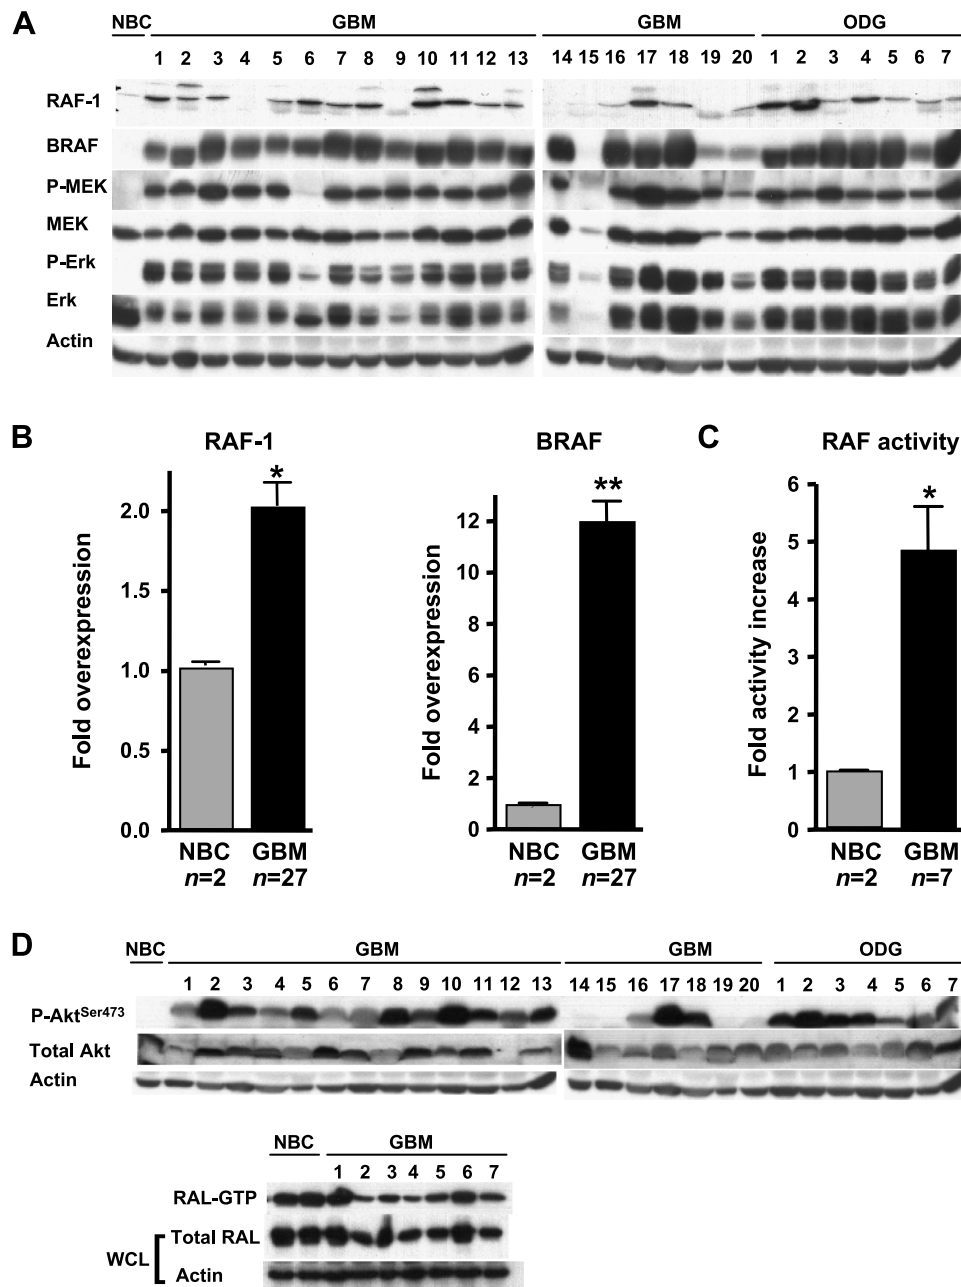 A
NBC GBM GBM ODG
1 2 3 4 5 6 7 8 9 10 11 12 13 14 15 16 17 18 19 20 1 2 3 4 5 6 7
RAF-1
BRAF
P-MEK
MEK
P-Erk
Erk
Actin
B RAF-1 BRAF C RAF activity
Fold overexpression
2.0
1.5
1.0
0.5
0.0
*
NBC GBM
n=2 n=27
Fold overexpression
12
10
8
6
4
2
0
**
NBC GBM
n=2 n=27
Fold activity increase
6
5
4
3
2
1
0
*
NBC GBM
n=2 n=7
D
NBC GBM GBM ODG
1 2 3 4 5 6 7 8 9 10 11 12 13 14 15 16 17 18 19 20 1 2 3 4 5 6 7
P-AktSer473
Total Akt
Actin
NBC GBM
1 2 3 4 5 6 7
RAL-GTP
WCL
Total RAL
Actin